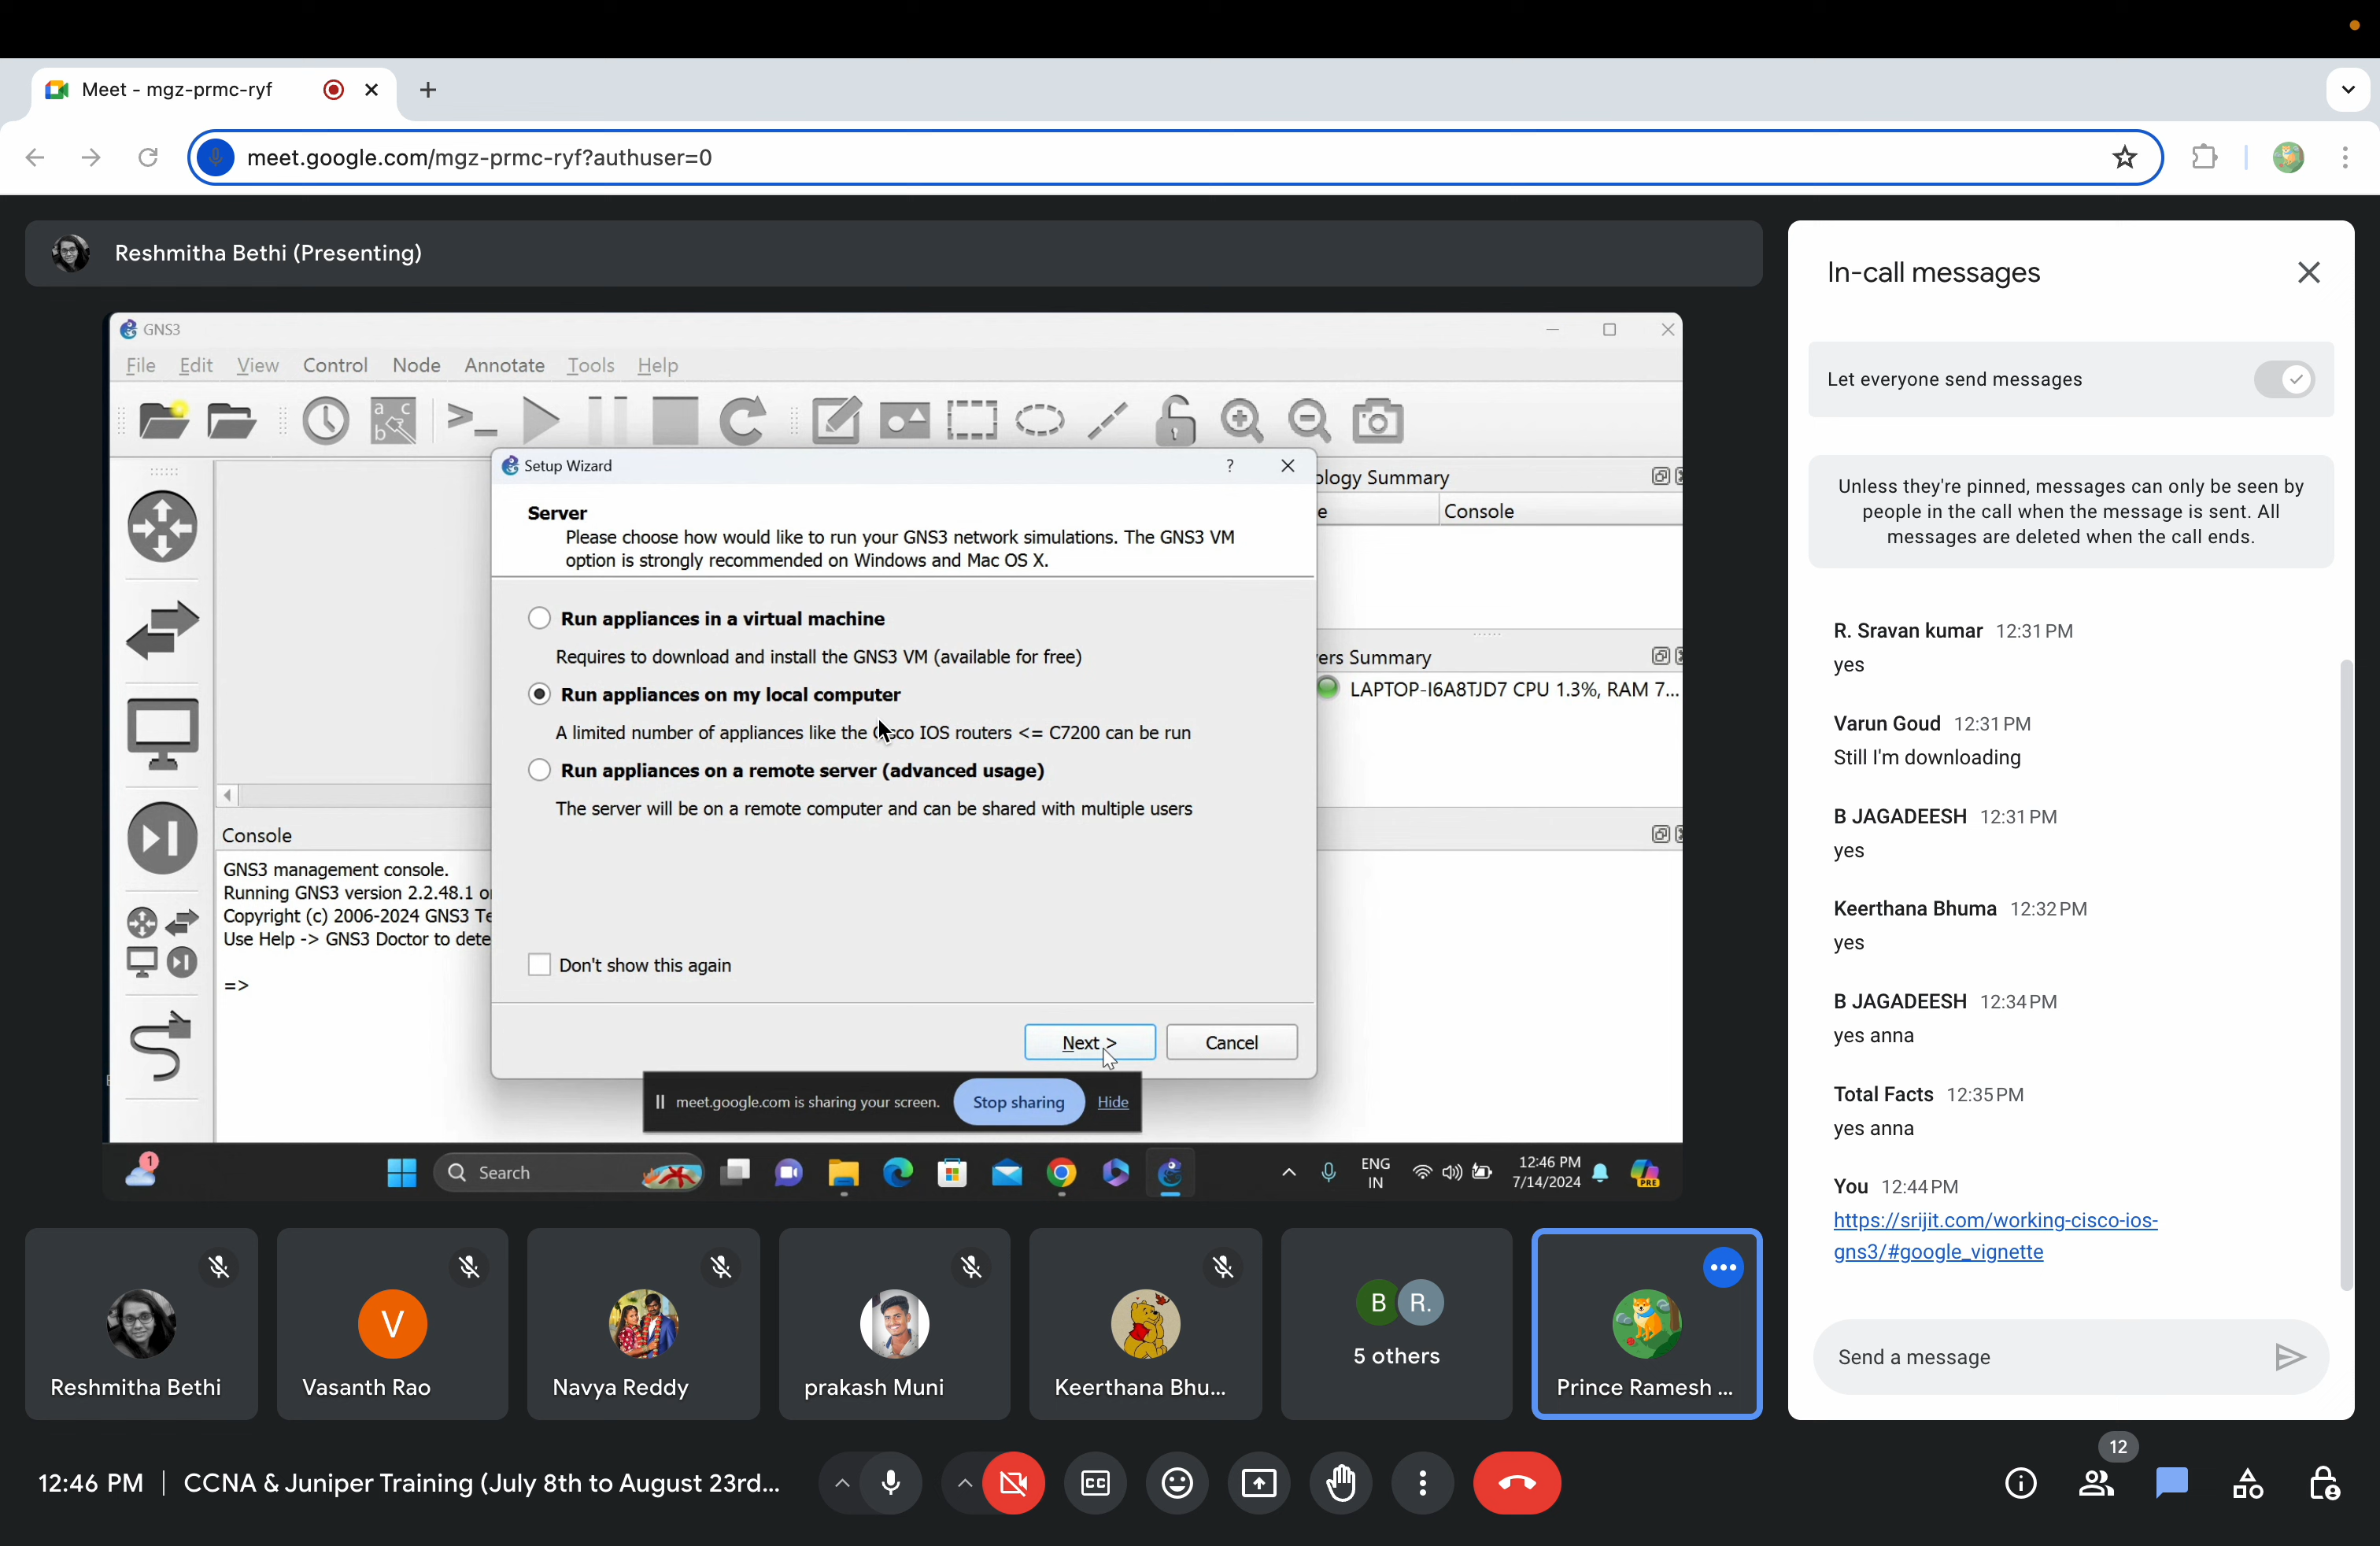 Meet - mgz-prmc-ryf
meet.google.com/mgz-prmc-ryf?authuser=0
Reshmitha Bethi (Presenting)
GNS3
File Edit View Control Node Annotate Tools Help
a c
b
Setup Wizard
?
Server
Please choose how would like to run your GNS3 network simulations. The GNS3 VM
option is strongly recommended on Windows and Mac OS X.
Run appliances in a virtual machine
Requires to download and install the GNS3 VM (available for free)
Run appliances on my local computer
A limited number of appliances like the IOS routers <= C7200 can be run
Run appliances on a remote server (advanced usage)
The server will be on a remote computer and can be shared with multiple users
Don't show this again
Next >
Cancel
ology Summary
e
Console
ers Summary
LAPTOP-I6A8TJD7 CPU 1.3%, RAM 7...
Console
GNS3 management console.
Running GNS3 version 2.2.48.1
Copyright (c) 2006-2024 GNS3
Use Help -> GNS3 Doctor to dete
=>
meet.google.com is sharing your screen.
Stop sharing
Hide
1
Search
ENG
IN
12:46 PM
7/14/2024
PRE
Reshmitha Bethi
V
Vasanth Rao
Navya Reddy
prakash Muni
Keerthana Bhu...
B R.
5 others
Prince Ramesh ...
12:46 PM | CCNA & Juniper Training (July 8th to August 23rd...
CC
12
In-call messages
Let everyone send messages
Unless they're pinned, messages can only be seen by
people in the call when the message is sent. All
messages are deleted when the call ends.
R. Sravan kumar 12:31 PM
yes
Varun Goud 12:31 PM
Still I'm downloading
B JAGADEESH 12:31 PM
yes
Keerthana Bhuma 12:32 PM
yes
B JAGADEESH 12:34 PM
yes anna
Total Facts 12:35 PM
yes anna
You 12:44 PM
https://srijit.com/working-cisco-ios-
gns3/#google_vignette
Send a message